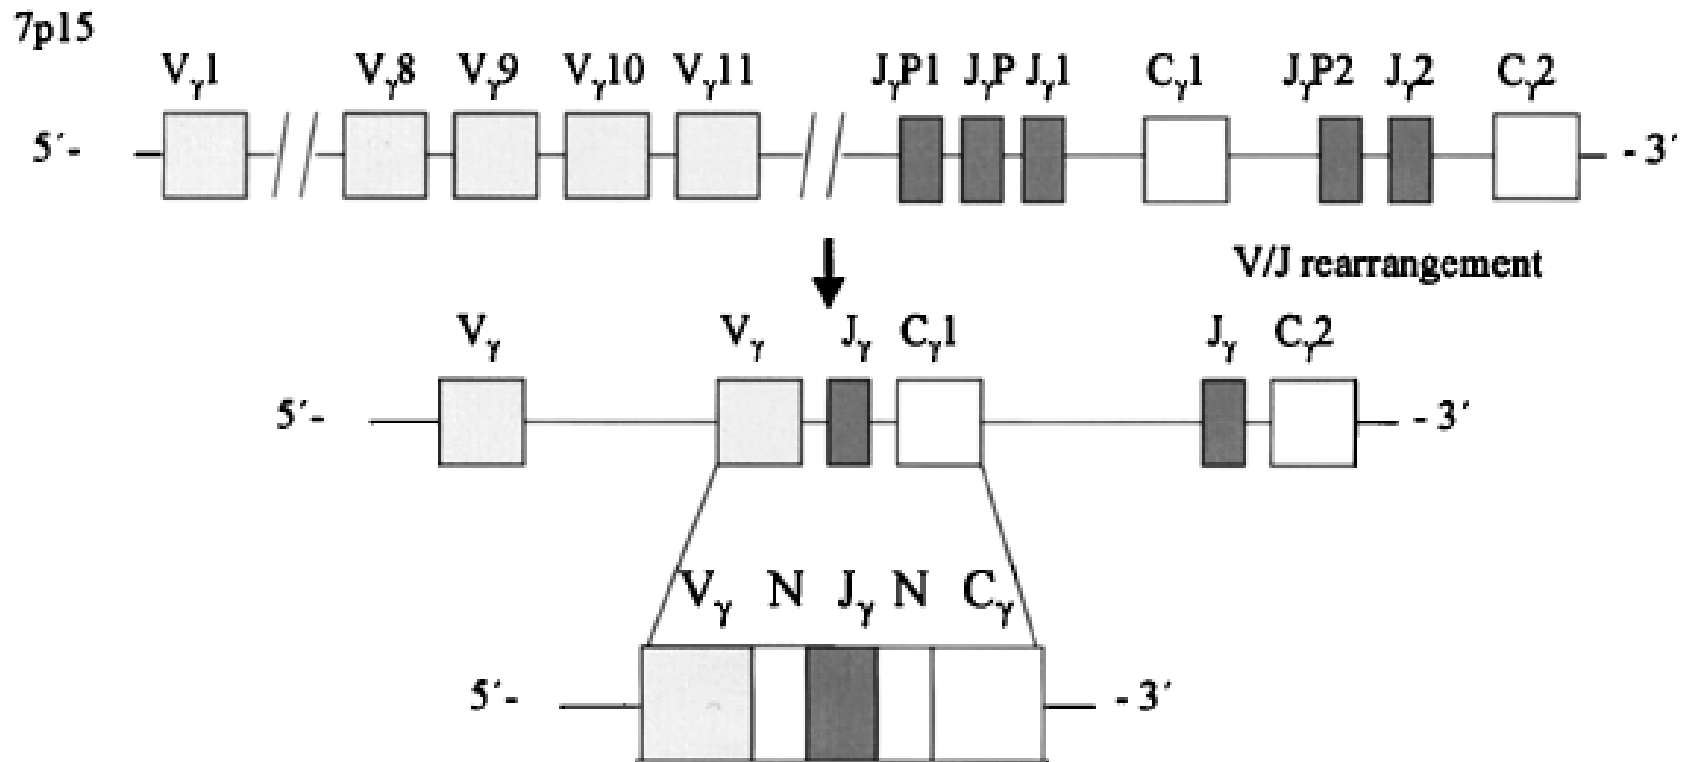 7p15
Vγ1 Vγ8 Vγ9 Vγ10 Vγ11 JγP1 JγP Jγ1 Cγ1 JγP2 Jγ2 Cγ2
5´- - 3´
V/J rearrangement
Vγ Vγ Jγ Cγ1 Jγ Cγ2
5´- - 3´
Vγ N Jγ N Cγ
5´- - 3´